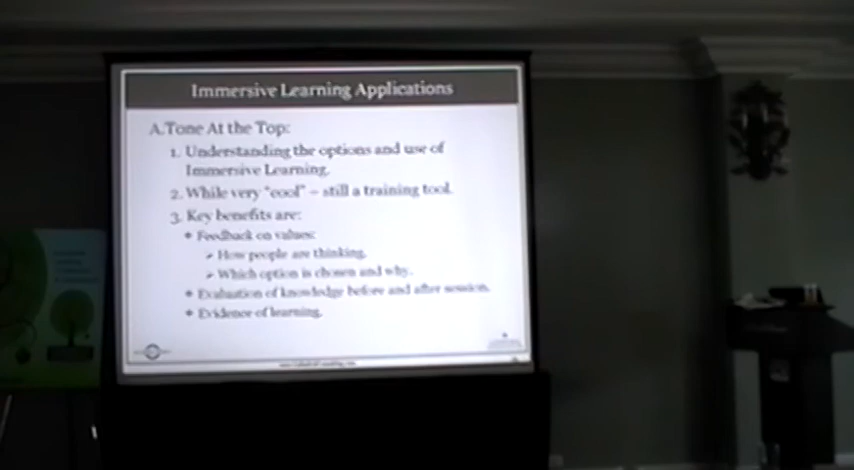 Immersive Learning Applications
A.Tone At the Top:
1. Understanding the options and use of
Immersive Learning.
2. While very "cool" – still a training tool.
3. Key benefits are:
Feedback on values:
How people are thinking.
Which option is chosen and why.
Evaluation of knowledge before and after session.
Evidence of learning.